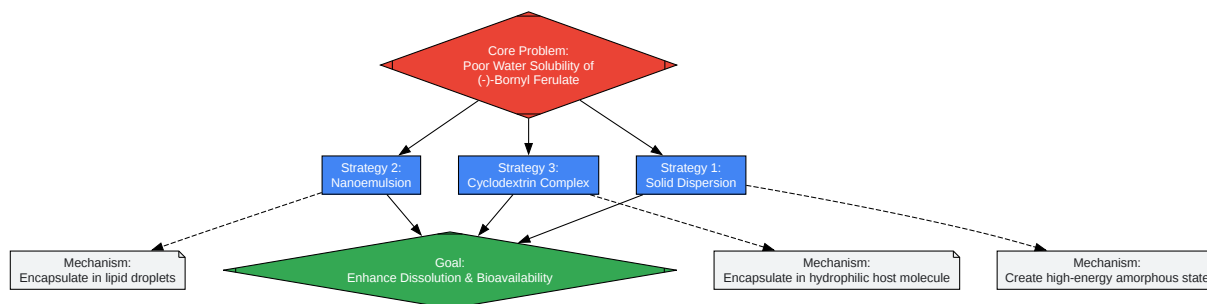 Core Problem:
Poor Water Solubility of
(-)-Bornyl Ferulate
Strategy 2:
Nanoemulsion
Strategy 3:
Cyclodextrin Complex
Strategy 1:
Solid Dispersion
Mechanism:
Encapsulate in lipid droplets
Goal:
Enhance Dissolution & Bioavailability
Mechanism:
Encapsulate in hydrophilic host molecule
Mechanism:
Create high-energy amorphous state